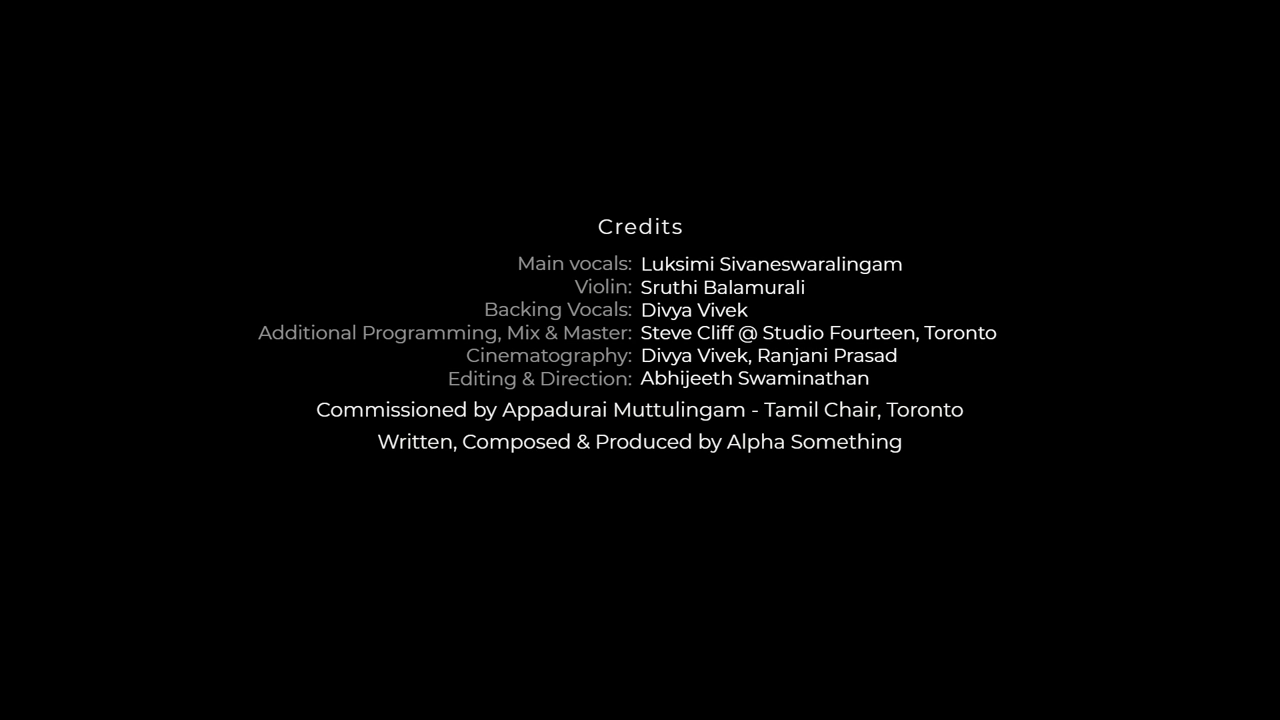 Credits
Main vocals: Luksimi Sivaneswaralingam
Violin: Sruthi Balamurali
Backing Vocals: Divya Vivek
Additional Programming, Mix & Master: Steve Cliff @ Studio Fourteen, Toronto
Cinematography: Divya Vivek, Ranjani Prasad
Editing & Direction: Abhijeeth Swaminathan
Commissioned by Appadurai Muttulingam - Tamil Chair, Toronto
Written, Composed & Produced by Alpha Something